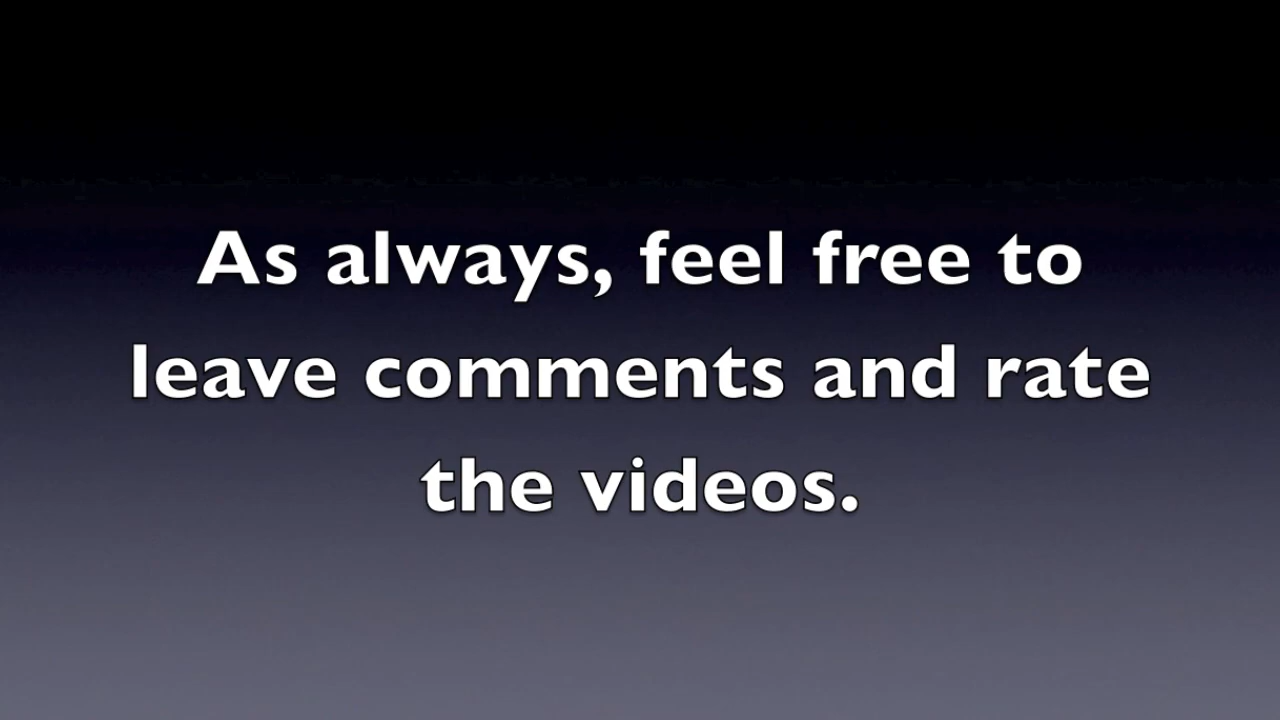 As always, feel free to
leave comments and rate
the videos.